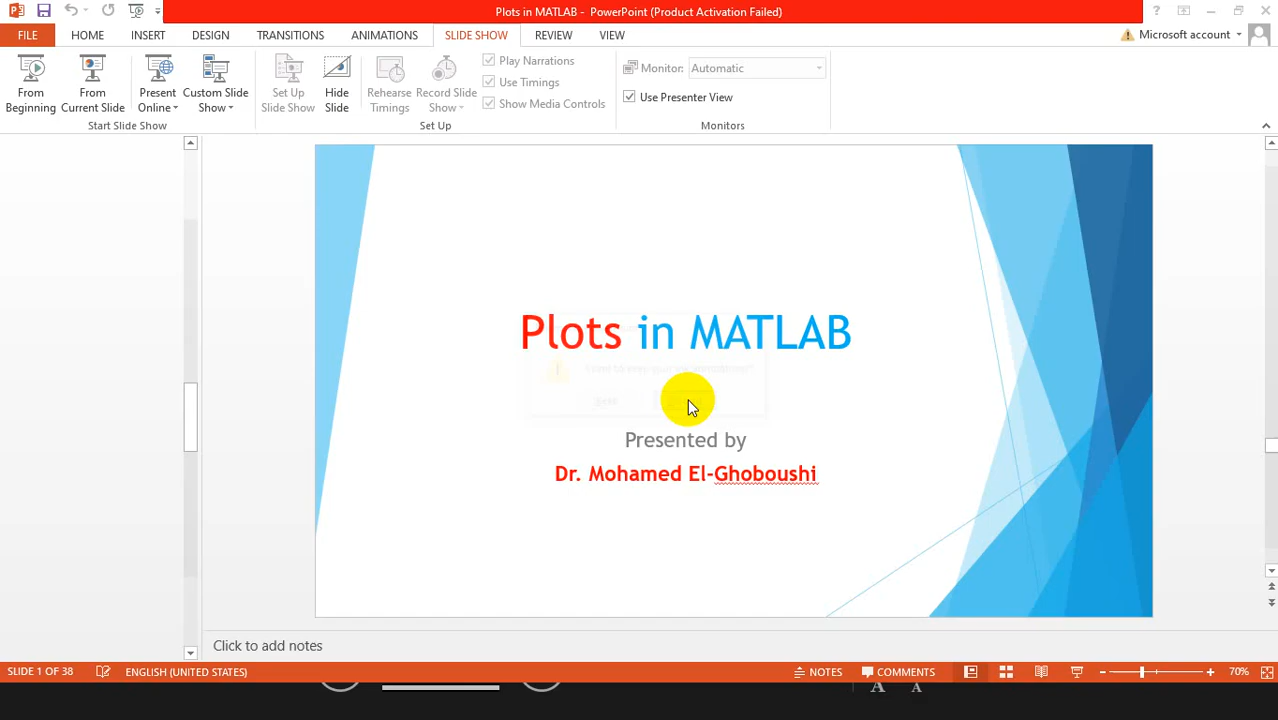 Plots in MATLAB - PowerPoint (Product Activation Failed)
FILE HOME INSERT DESIGN TRANSITIONS ANIMATIONS SLIDE SHOW REVIEW VIEW Microsoft account
From Beginning
From Current Slide
Present Online
Custom Slide Show
Start Slide Show
Set Up Slide Show
Hide Slide
Rehearse Timings
Record Slide Show
Play Narrations
Use Timings
Show Media Controls
Set Up
Monitor: Automatic
Use Presenter View
Monitors
Plots in MATLAB
Presented by
Dr. Mohamed El-Ghoboushi
Click to add notes
SLIDE 1 OF 38 ENGLISH (UNITED STATES) NOTES COMMENTS 70%
A A